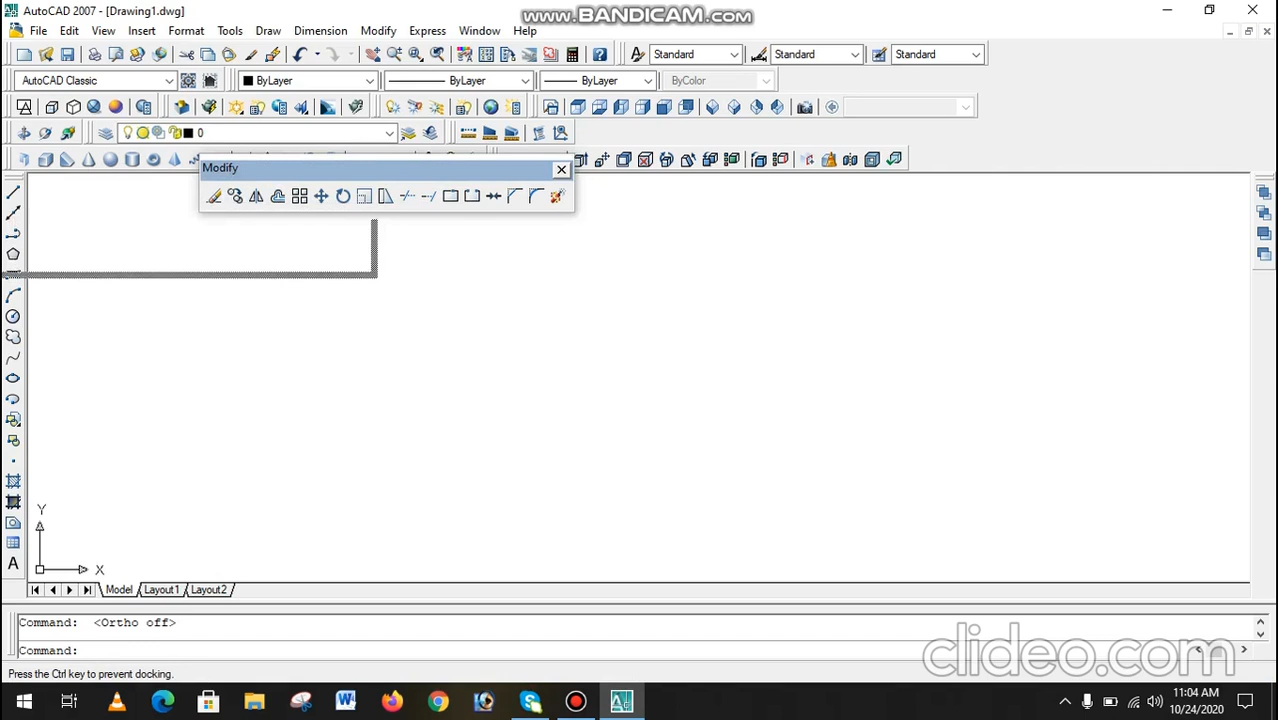 AutoCAD 2007 - [Drawing1.dwg]
www.BANDICAM.com
File Edit View Insert Format Tools Draw Dimension Modify Express Window Help
Standard Standard Standard
AutoCAD Classic ByLayer ByLayer ByLayer ByColor
0
Modify
Y
X
A
Model Layout1 Layout2
Command: <Ortho off>
Command:
clideo.com
Press the Ctrl key to prevent docking.
11:04 AM
10/24/2020